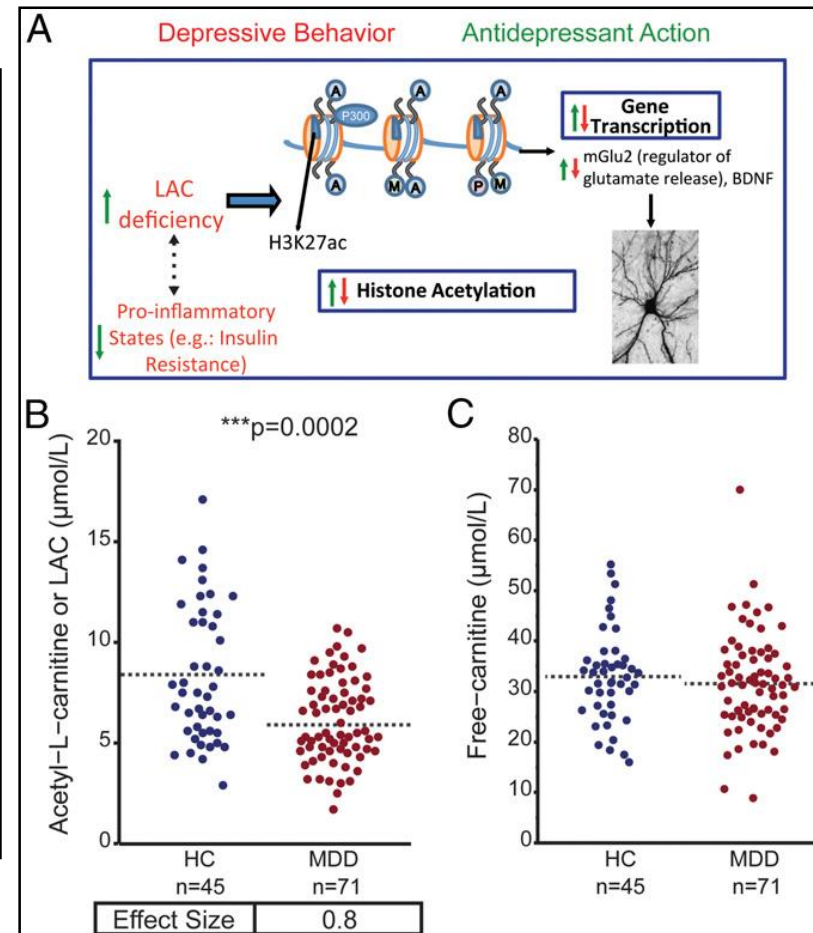 A
Depressive Behavior
Antidepressant Action
A
A
A
P300
Gene
Transcription
mGlu2 (regulator of
glutamate release), BDNF
LAC
deficiency
A
M A
P M
H3K27ac
Histone Acetylation
Pro-inflammatory
States (e.g.: Insulin
Resistance)
B
***p=0.0002
Acetyl−L−carnitine or LAC (µmol/L)
20
15
10
5
0
HC
MDD
n=45
n=71
Effect Size
0.8
C
Free−carnitine (µmol/L)
80
70
60
50
40
30
20
10
0
HC
MDD
n=45
n=71